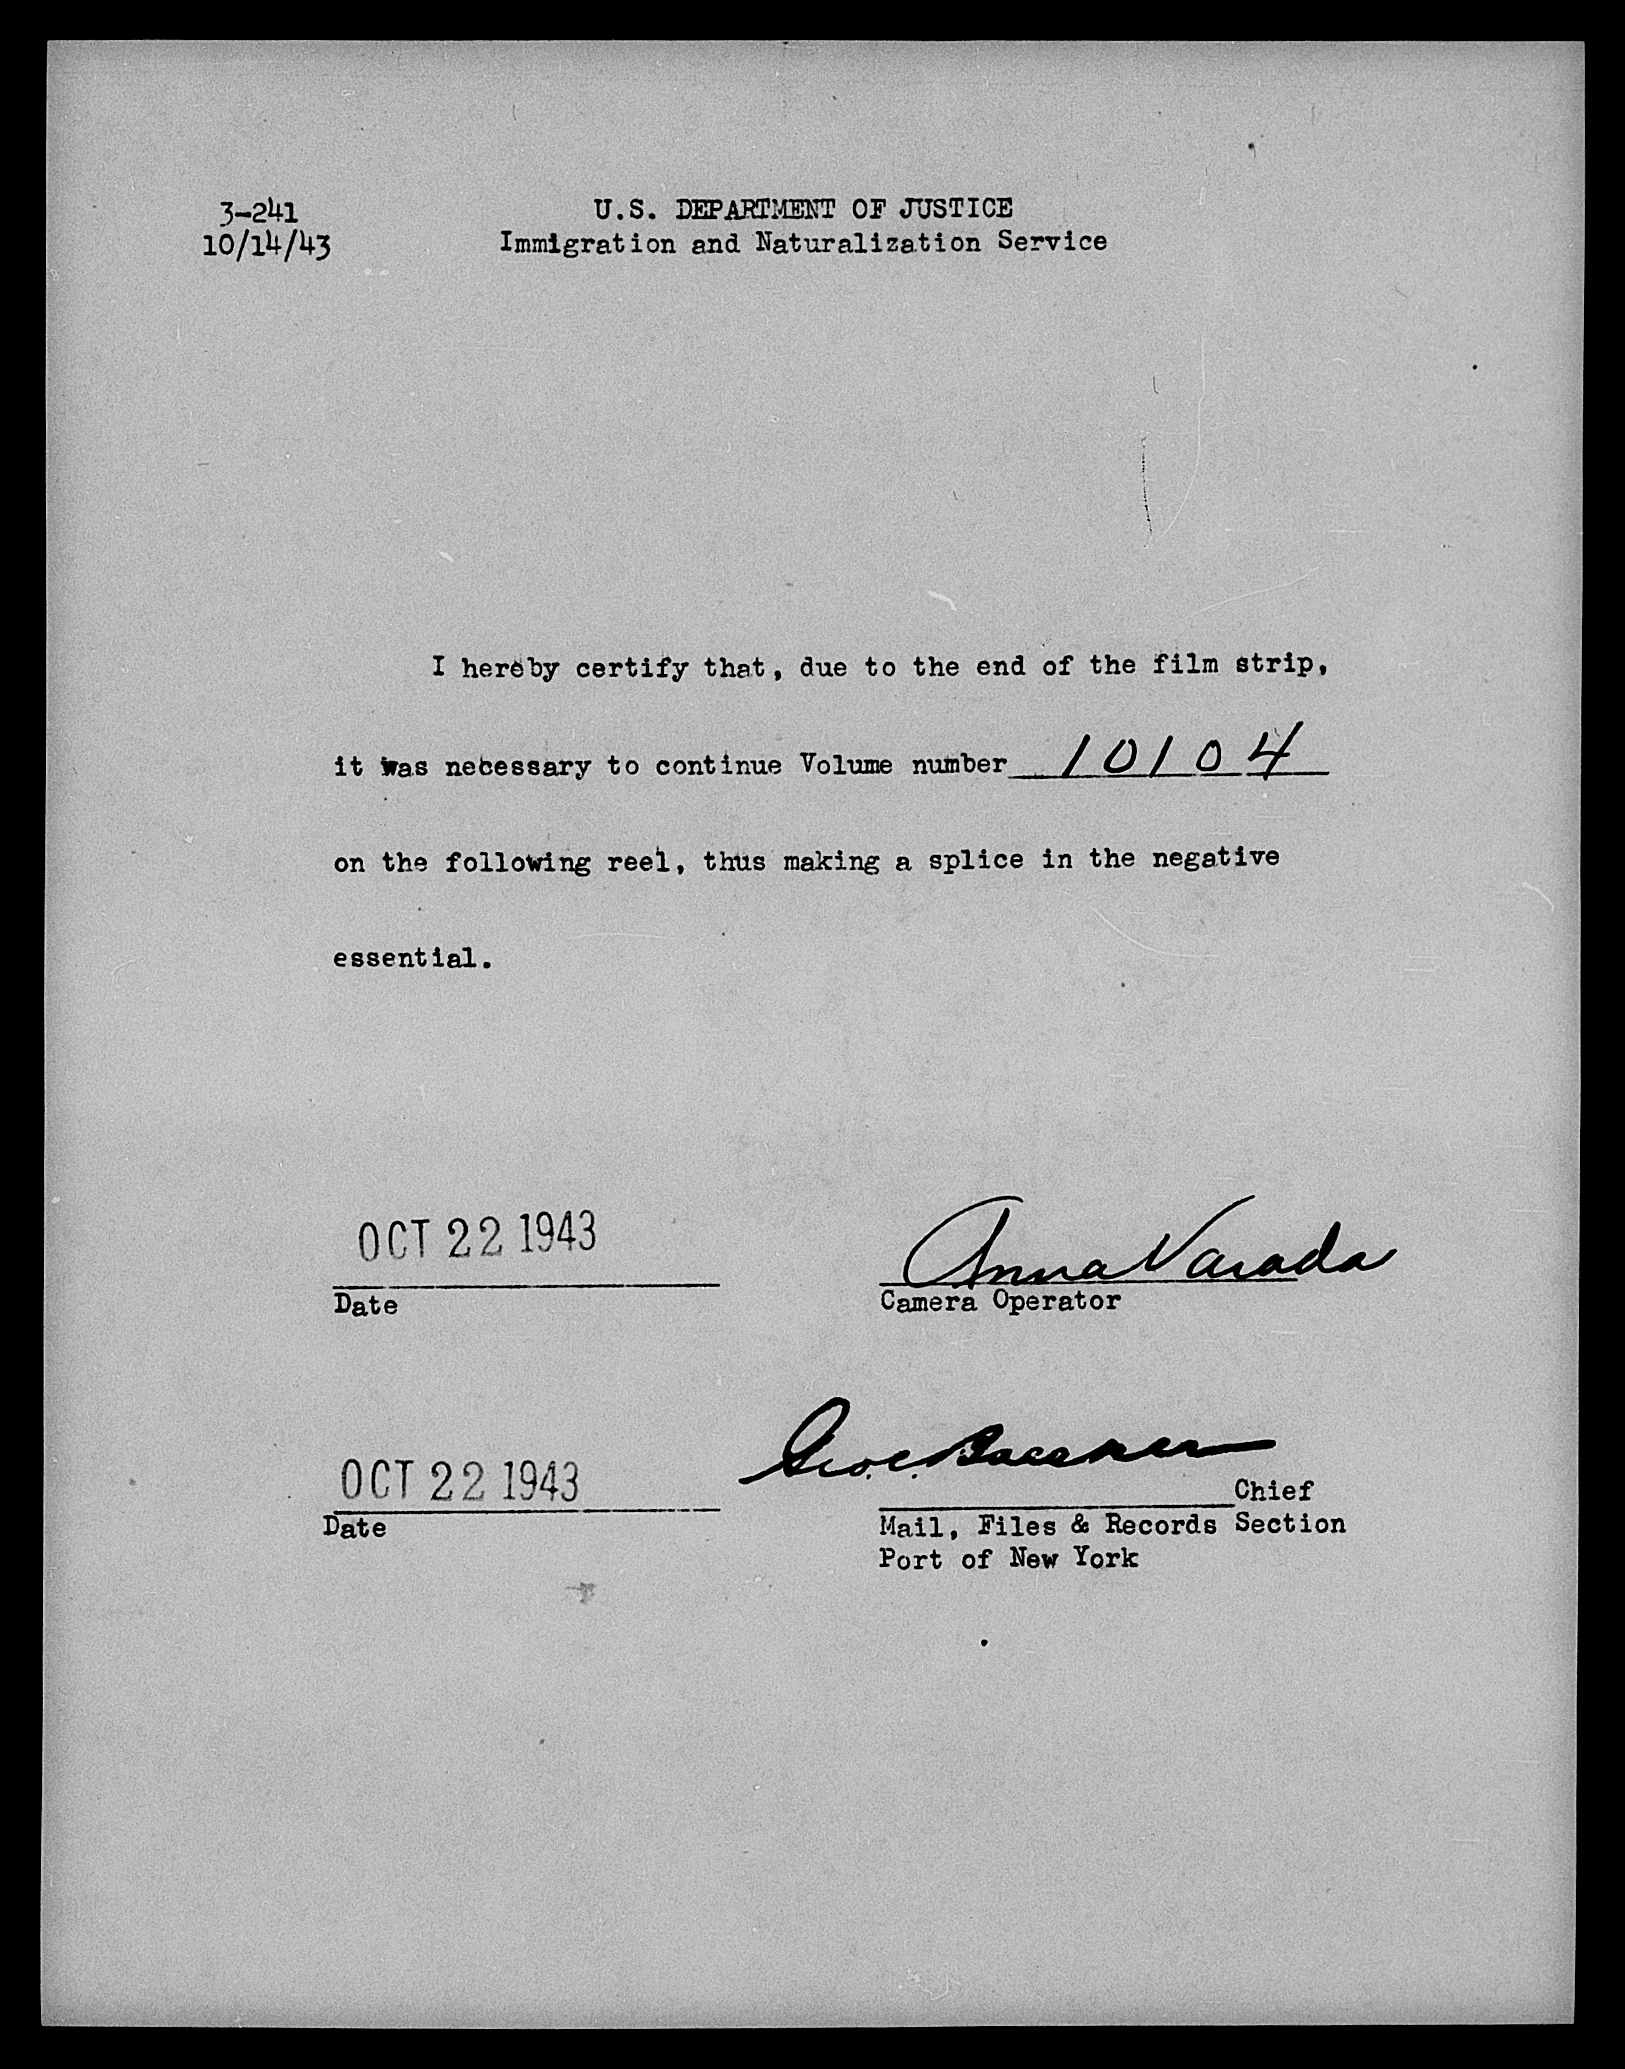 3-241
10/14/43
U.S. DEPARTMENT OF JUSTICE
Immigration and Naturalization Service
I hereby certify that, due to the end of the film strip,
it was necessary to continue Volume number 10104
on the following reel, thus making a splice in the negative
essential.
OCT 22 1943
Date
Anna Varada
Camera Operator
OCT 22 1943
Date
Geo. C.
Chief
Mail, Files & Records Section
Port of New York